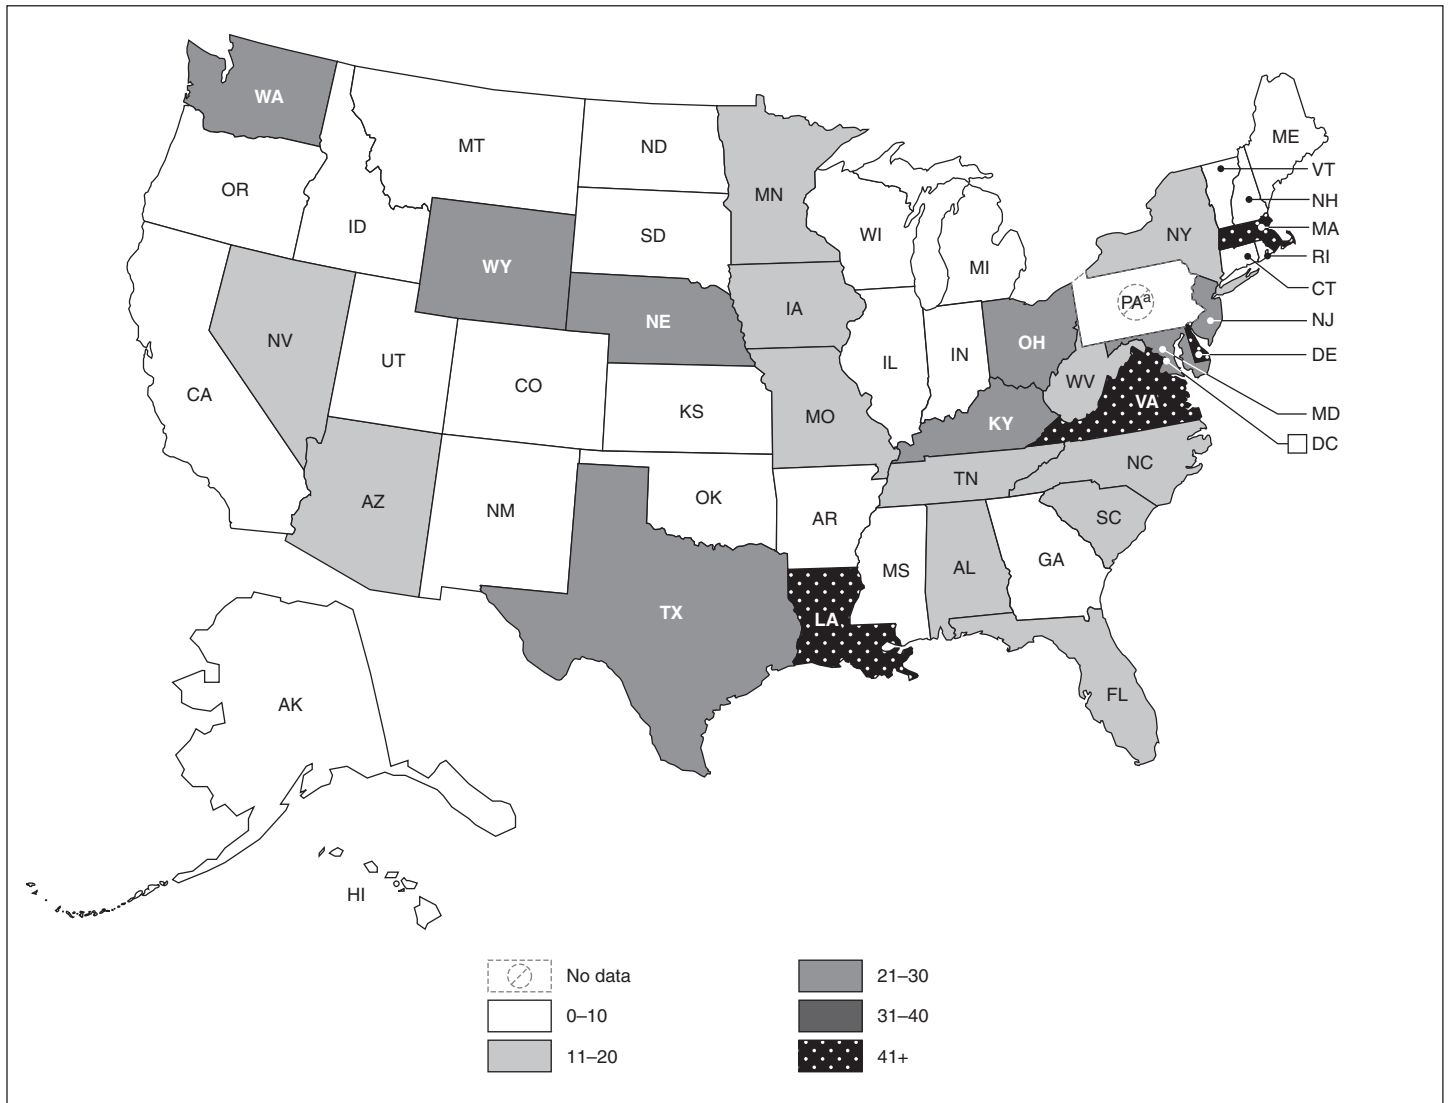 WA
MT
ND
ME
VT
OR
MN
NH
ID
SD
WI
NY
MA
MI
RI
WY
CT
NE
IA
PAa
NJ
NV
OH
DE
UT
IL
IN
CO
WV
CA
KS
MO
VA
MD
KY
DC
NC
TN
AZ
OK
NM
AR
SC
MS
AL
GA
TX
LA
FL
AK
HI
No data
0–10
11–20
21–30
31–40
41+